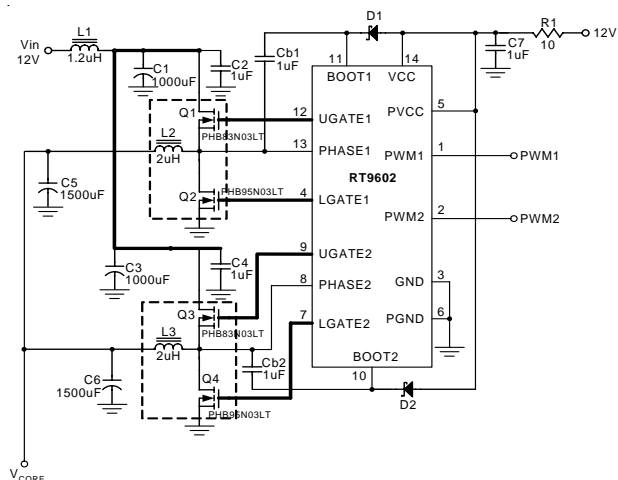 L1
Vin
12V
1.2uH
C1
1000uF
C2
1uF
Cb1
1uF
D1
C7
1uF
R1
10
12V
11
14
BOOT1
VCC
Q1
12
UGATE1
PVCC
5
PHB83N03LT
L2
2uH
13
PHASE1
PWM1
1
PWM1
RT9602
C5
1500uF
Q2
PHB95N03LT
4
LGATE1
PWM2
2
PWM2
9
UGATE2
C3
1000uF
C4
1uF
8
PHASE2
GND
3
Q3
7
LGATE2
PGND
6
PHB83N03LT
L3
2uH
BOOT2
Cb2
1uF
10
C6
1500uF
Q4
D2
PHB95N03LT
VCORE